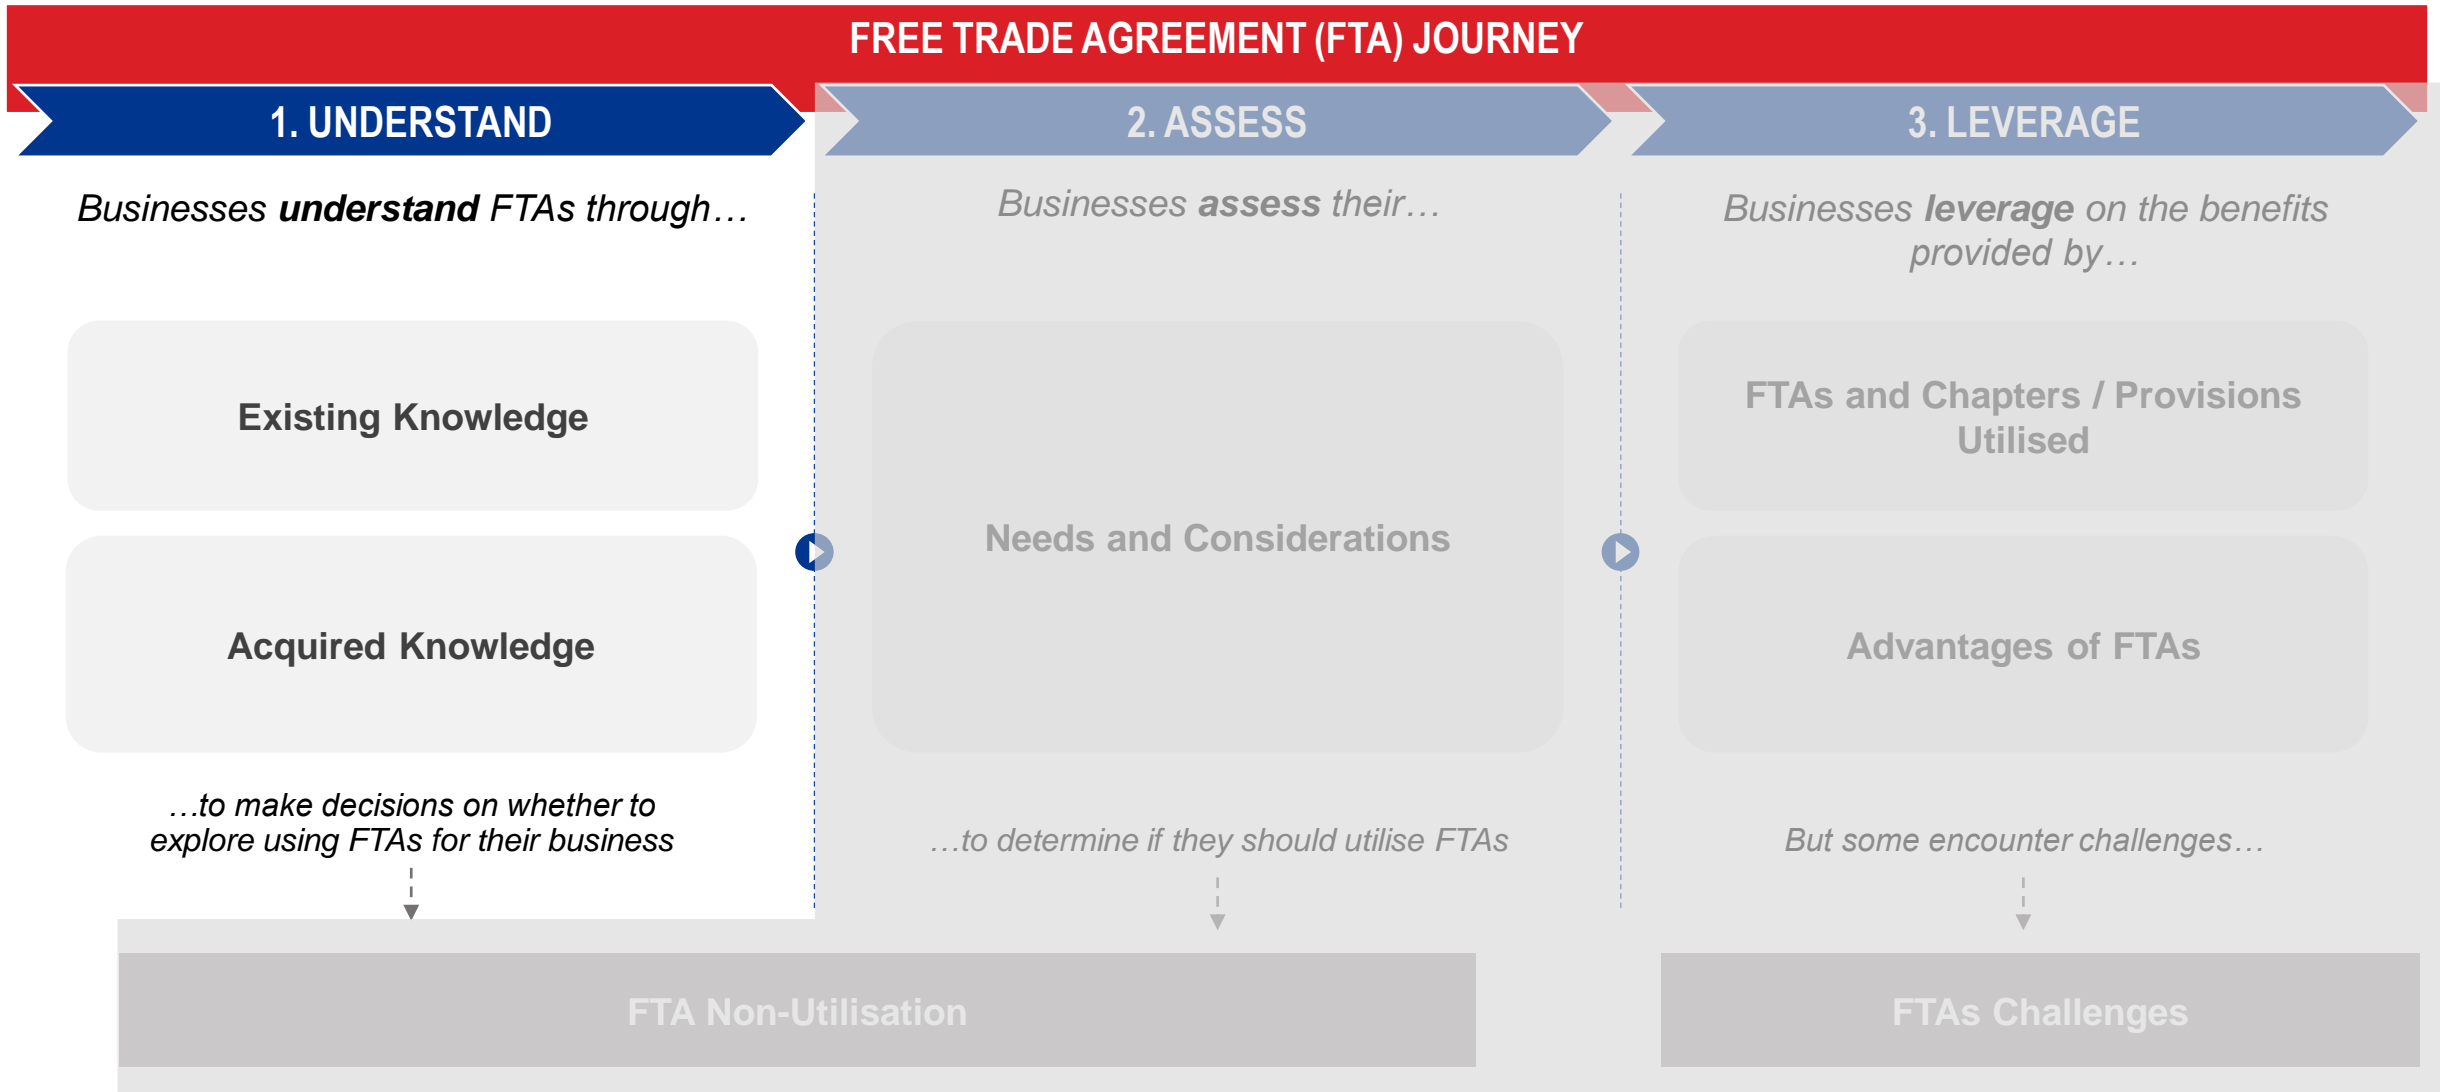 FREE TRADE AGREEMENT (FTA) JOURNEY
1. UNDERSTAND
2. ASSESS
3. LEVERAGE
Businesses understand FTAs through…
Businesses assess their…
Businesses leverage on the benefits
provided by…
Existing Knowledge
Acquired Knowledge
Needs and Considerations
FTAs and Chapters / Provisions
Utilised
Advantages of FTAs
…to make decisions on whether to
explore using FTAs for their business
…to determine if they should utilise FTAs
But some encounter challenges…
FTA Non-Utilisation
FTAs Challenges